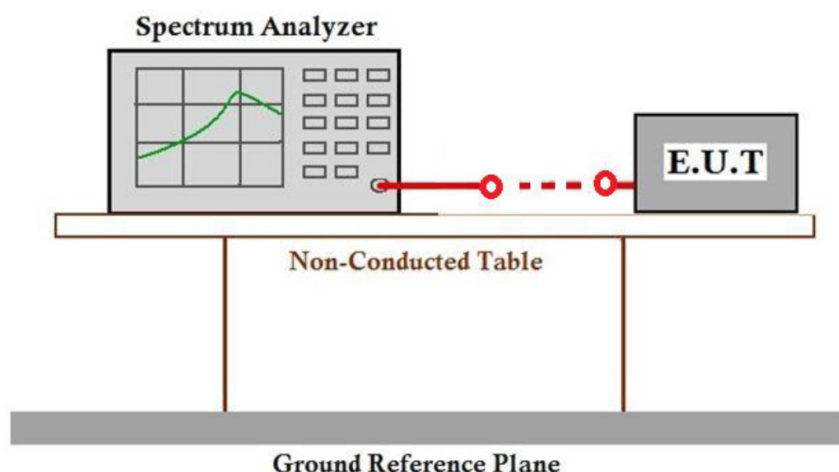 Spectrum Analyzer
E.U.T
Non-Conducted Table
Ground Reference Plane